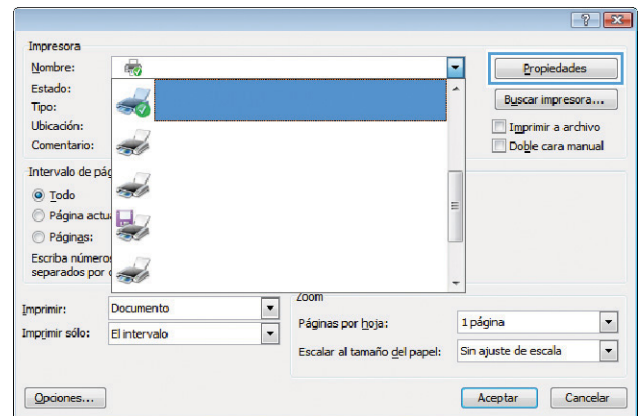 Impresora
Nombre:
Propiedades
Estado:
Tipo:
Buscar impresora...
Ubicación:
Imprimir a archivo
Comentario:
Doble cara manual
Intervalo de pág
Todo
Página actu
Páginas:
Escriba número
separados por
Imprimir:
Documento
Imprimir sólo:
El intervalo
Zoom
Páginas por hoja:
1 página
Escalar al tamaño del papel:
Sin ajuste de escala
Opciones...
Aceptar
Cancelar